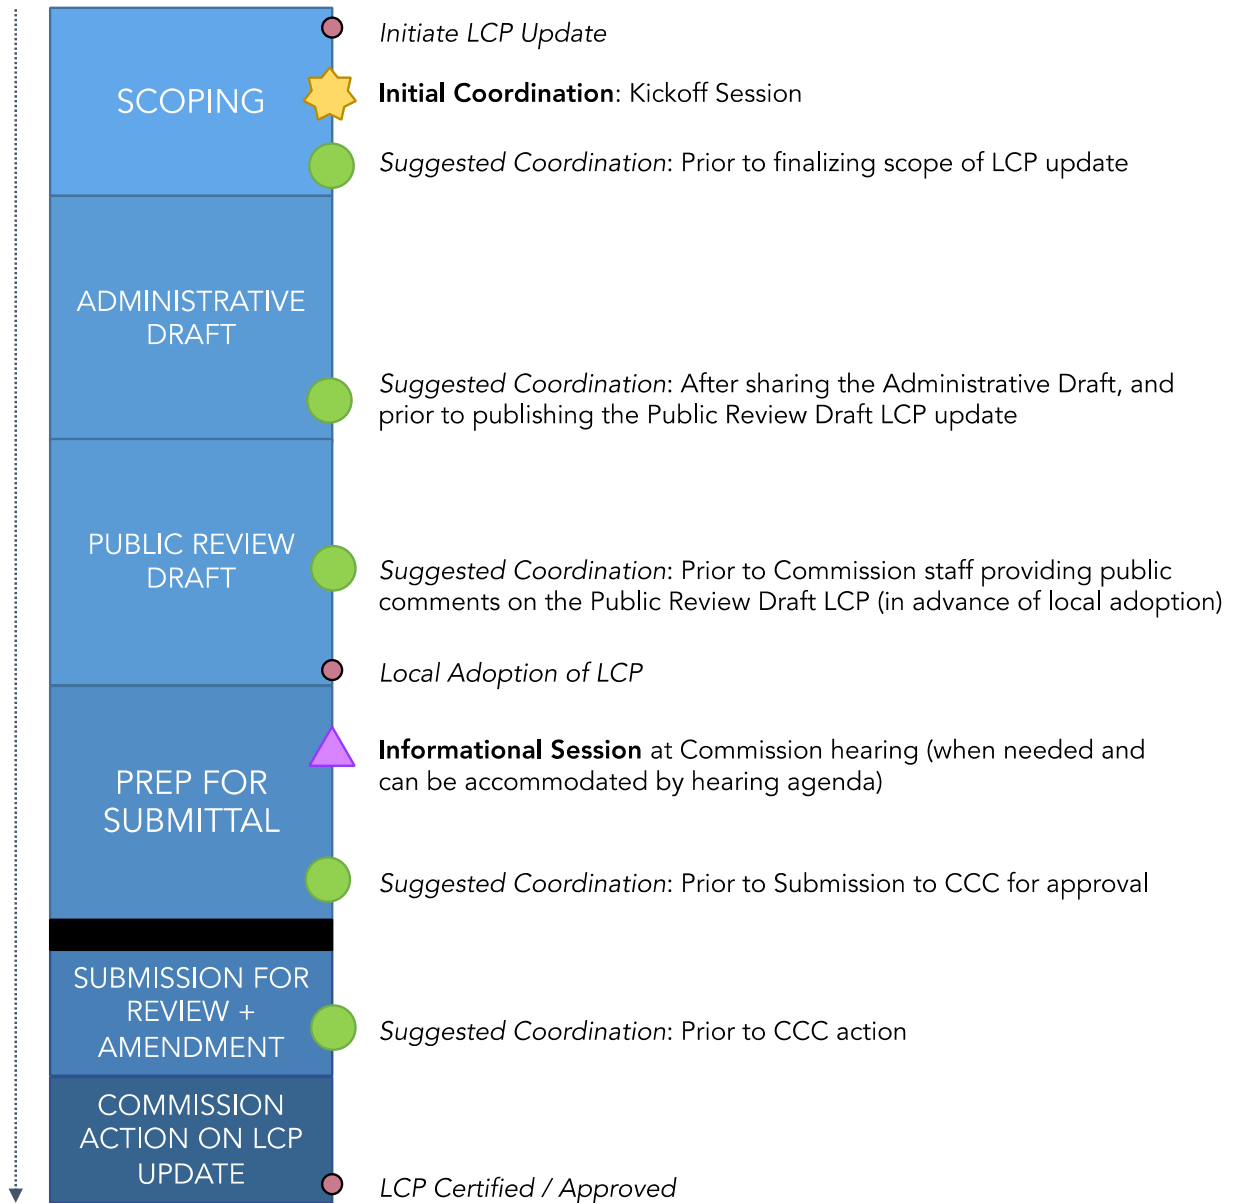 Initiate LCP Update
SCOPING
Initial Coordination: Kickoff Session
Suggested Coordination: Prior to finalizing scope of LCP update
ADMINISTRATIVE
DRAFT
Suggested Coordination: After sharing the Administrative Draft, and
prior to publishing the Public Review Draft LCP update
PUBLIC REVIEW
DRAFT
Suggested Coordination: Prior to Commission staff providing public
comments on the Public Review Draft LCP (in advance of local adoption)
Local Adoption of LCP
PREP FOR
SUBMITTAL
Informational Session at Commission hearing (when needed and
can be accommodated by hearing agenda)
Suggested Coordination: Prior to Submission to CCC for approval
SUBMISSION FOR
REVIEW +
AMENDMENT
Suggested Coordination: Prior to CCC action
COMMISSION
ACTION ON LCP
UPDATE
LCP Certified / Approved